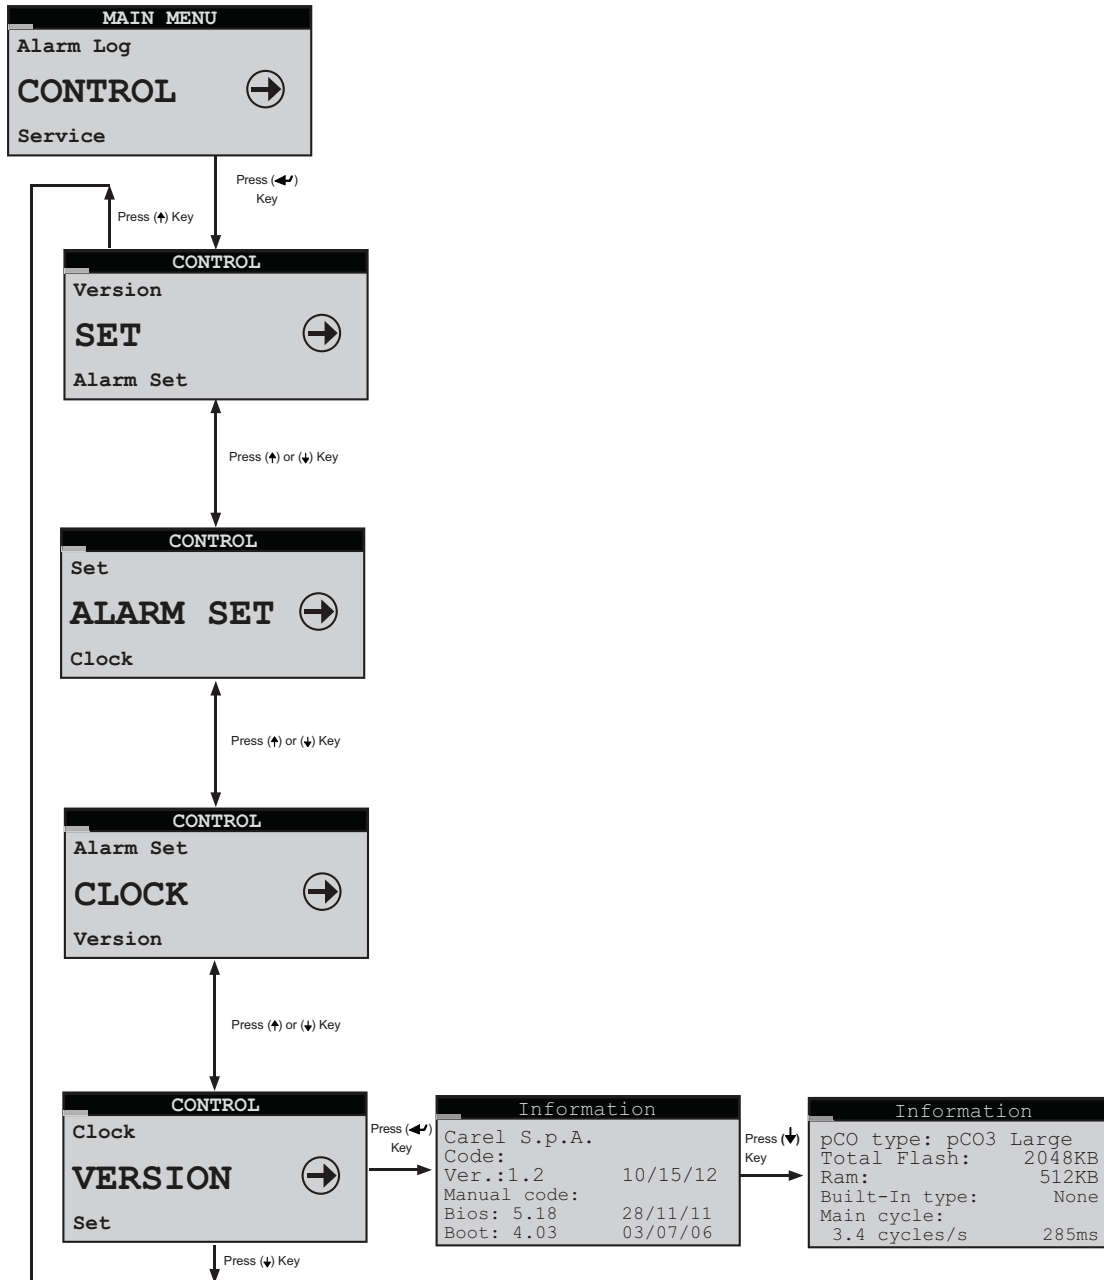 MAIN MENU
Alarm Log
CONTROL
Service
Press (↵)
Key
Press (↑) Key
CONTROL
Version
SET
Alarm Set
Press (↑) or (↓) Key
CONTROL
Set
ALARM SET
Clock
Press (↑) or (↓) Key
CONTROL
Alarm Set
CLOCK
Version
Press (↑) or (↓) Key
CONTROL
Clock
VERSION
Set
Press (↵)
Key
Information
Carel S.p.A.
Code:
Ver.:1.2 10/15/12
Manual code:
Bios: 5.18 28/11/11
Boot: 4.03 03/07/06
Press (↓)
Key
Information
pCO type: pCO3 Large
Total Flash: 2048KB
Ram: 512KB
Built-In type: None
Main cycle:
3.4 cycles/s 285ms
Press (↓) Key